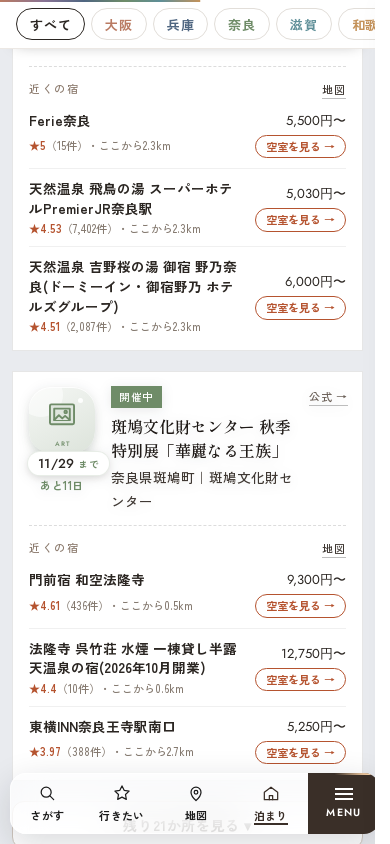 すべて 大阪 兵庫 奈良 滋賀 和歌
近くの宿 地図
Ferie奈良 5,500円〜
★5（15件）・ここから2.3km 空室を見る →
天然温泉 飛鳥の湯 スーパーホテ
ルPremierJR奈良駅 5,030円〜
★4.53（7,402件）・ここから2.3km 空室を見る →
天然温泉 吉野桜の湯 御宿 野乃奈
良(ドーミーイン・御宿野乃 ホテ
ルズグループ) 6,000円〜
★4.51（2,087件）・ここから2.3km 空室を見る →
開催中 公式 →
ART
11/29 まで
あと11日
斑鳩文化財センター 秋季
特別展「華麗なる王族」
奈良県斑鳩町｜斑鳩文化財セ
ンター
近くの宿 地図
門前宿 和空法隆寺 9,300円〜
★4.61（436件）・ここから0.5km 空室を見る →
法隆寺 呉竹荘 水煙 一棟貸し半露
天温泉の宿(2026年10月開業) 12,750円〜
★4.4（10件）・ここから0.6km 空室を見る →
東横INN奈良王寺駅南口 5,250円〜
★3.97（388件）・ここから2.7km 空室を見る →
残り21か所を見る ▾
さがす 行きたい 地図 泊まり MENU